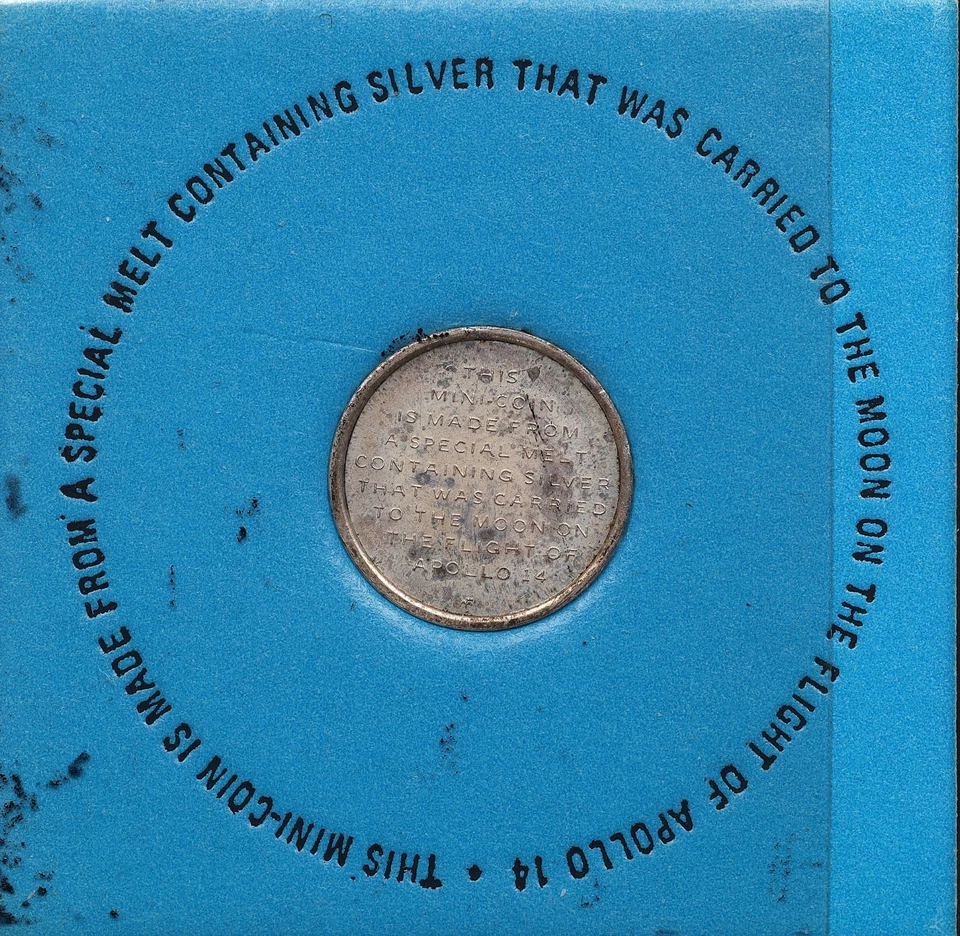 THIS MINI-COIN IS MADE FROM A SPECIAL MELT CONTAINING SILVER THAT WAS CARRIED TO THE MOON ON THE FLIGHT OF APOLLO 14 •
THIS
MINI-COIN
IS MADE FROM
A SPECIAL MELT
CONTAINING SILVER
THAT WAS CARRIED
TO THE MOON ON
THE FLIGHT OF
APOLLO 14